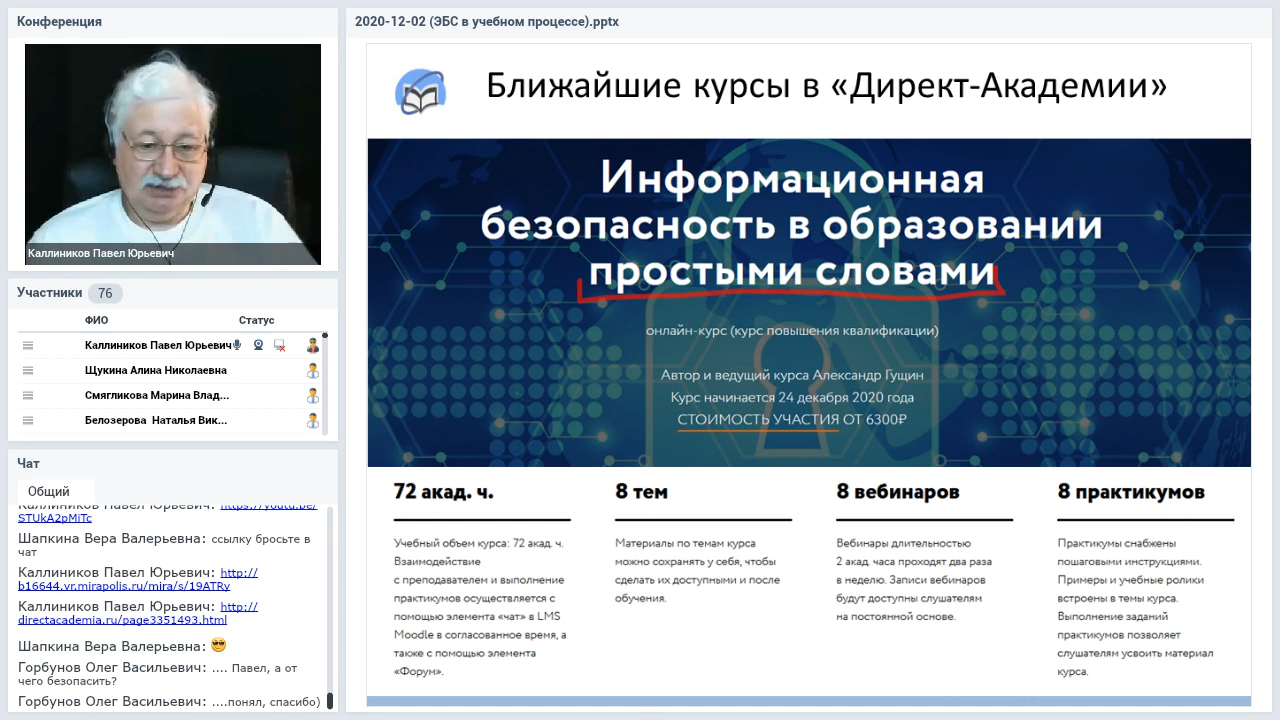 Конференция
Каллиников Павел Юрьевич
Участники 76
ФИО Статус
Каллиников Павел Юрьевич
Щукина Алина Николаевна
Смягликова Марина Влад...
Белозерова Наталья Вик...
Чат
Общий
Каллиников Павел Юрьевич: https://youtu.be/
STUkA2pMiTc
Шапкина Вера Валерьевна: ссылку бросьте в
чат
Каллиников Павел Юрьевич: http://
b16644.vr.mirapolis.ru/mira/s/19ATRv
Каллиников Павел Юрьевич: http://
directacademia.ru/page3351493.html
Шапкина Вера Валерьевна:
Горбунов Олег Васильевич: .... Павел, а от
чего безопасить?
Горбунов Олег Васильевич: ....понял, спасибо)
2020-12-02 (ЭБС в учебном процессе).pptx
Ближайшие курсы в «Директ-Академии»
Информационная
безопасность в образовании
простыми словами
онлайн-курс (курс повышения квалификации)
Автор и ведущий курса Александр Гущин
Курс начинается 24 декабря 2020 года
СТОИМОСТЬ УЧАСТИЯ ОТ 6300₽
72 акад. ч.
Учебный объем курса: 72 акад. ч.
Взаимодействие
с преподавателем и выполнение
практикумов осуществляется с
помощью элемента «чат» в LMS
Moodle в согласованное время, а
также с помощью элемента
«Форум».
8 тем
Материалы по темам курса
можно сохранять у себя, чтобы
сделать их доступными и после
обучения.
8 вебинаров
Вебинары длительностью
2 акад. часа проходят два раза
в неделю. Записи вебинаров
будут доступны слушателям
на постоянной основе.
8 практикумов
Практикумы снабжены
пошаговыми инструкциями.
Примеры и учебные ролики
встроены в темы курса.
Выполнение заданий
практикумов позволяет
слушателям усвоить материал
курса.